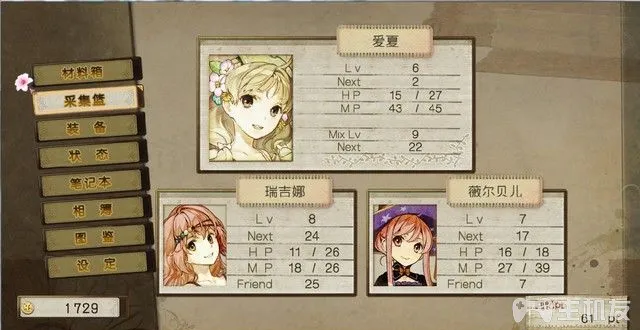 材料箱
采集篮
装备
状态
笔记本
相簿
图鉴
设定
1729
爱夏
Lv 6
Next 2
HP 15 / 27
MP 43 / 45
Mix Lv 9
Next 22
瑞吉娜
Lv 8
Next 24
HP 11 / 26
MP 18 / 26
Friend 25
薇尔贝儿
Lv 7
Next 17
HP 16 / 18
MP 27 / 39
Friend 7
手机友